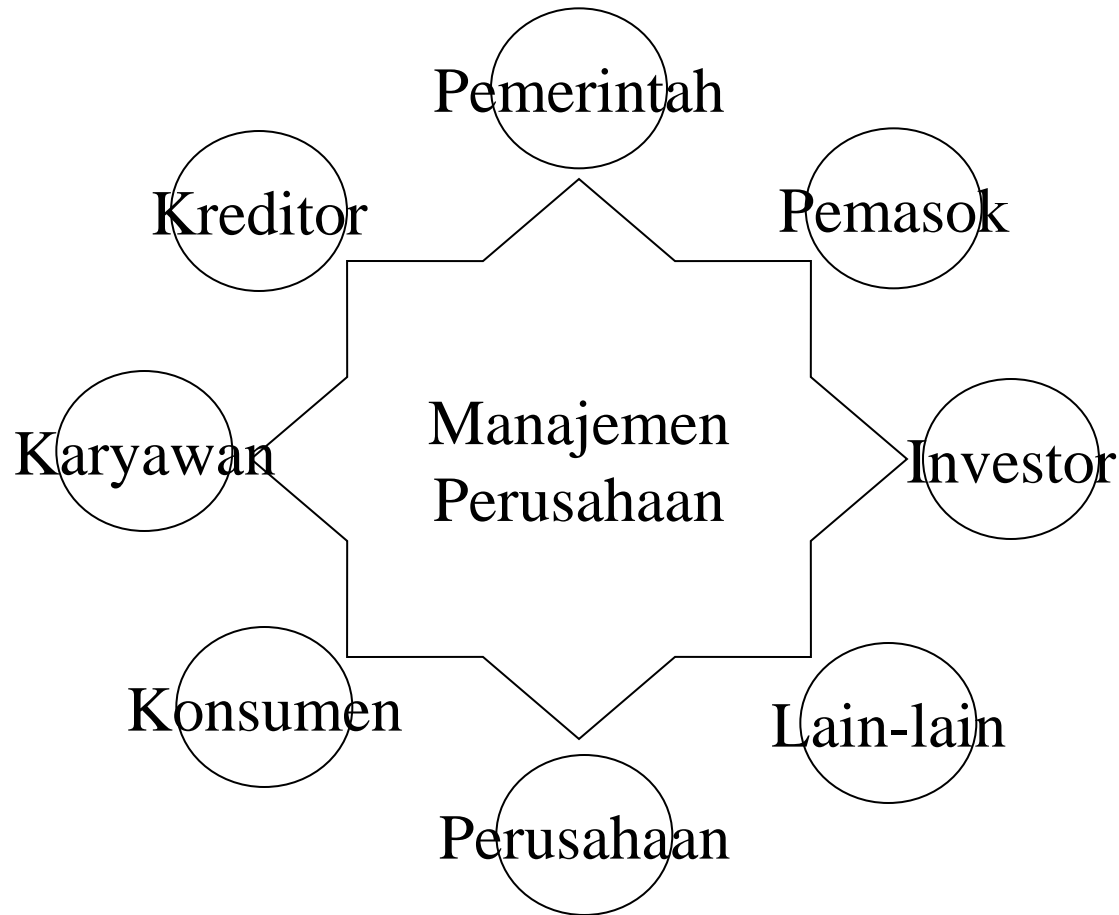 Pemerintah
Kreditor
Pemasok
Manajemen
Perusahaan
Karyawan
Investor
Konsumen
Lain-lain
Perusahaan